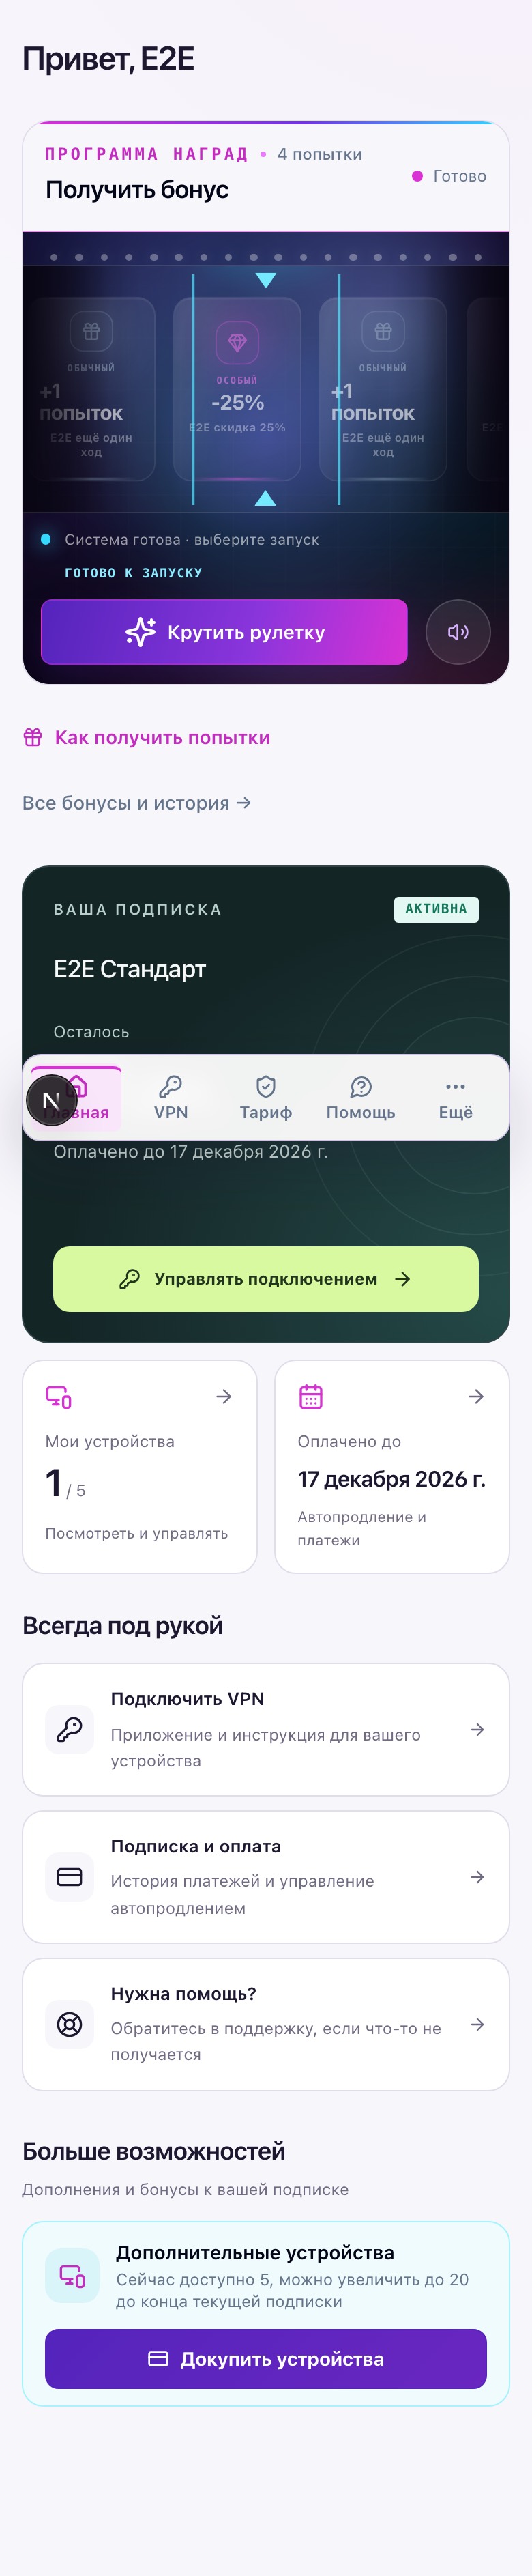 Привет, E2E
ПРОГРАММА НАГРАД • 4 попытки
Получить бонус
Готово
ОБЫЧНЫЙ
+1
попыток
E2E ещё один
ход
ОСОБЫЙ
-25%
E2E скидка 25%
ОБЫЧНЫЙ
+1
попыток
E2E ещё один
ход
Система готова · выберите запуск
ГОТОВО К ЗАПУСКУ
Крутить рулетку
Как получить попытки
Все бонусы и история →
ВАША ПОДПИСКА
АКТИВНА
E2E Стандарт
Осталось
N
VPN
Тариф
Помощь
Ещё
Оплачено до 17 декабря 2026 г.
Управлять подключением →
Мои устройства
1 / 5
Посмотреть и управлять
Оплачено до
17 декабря 2026 г.
Автопродление и
платежи
Всегда под рукой
Подключить VPN
Приложение и инструкция для вашего
устройства
Подписка и оплата
История платежей и управление
автопродлением
Нужна помощь?
Обратитесь в поддержку, если что-то не
получается
Больше возможностей
Дополнения и бонусы к вашей подписке
Дополнительные устройства
Сейчас доступно 5, можно увеличить до 20
до конца текущей подписки
Докупить устройства